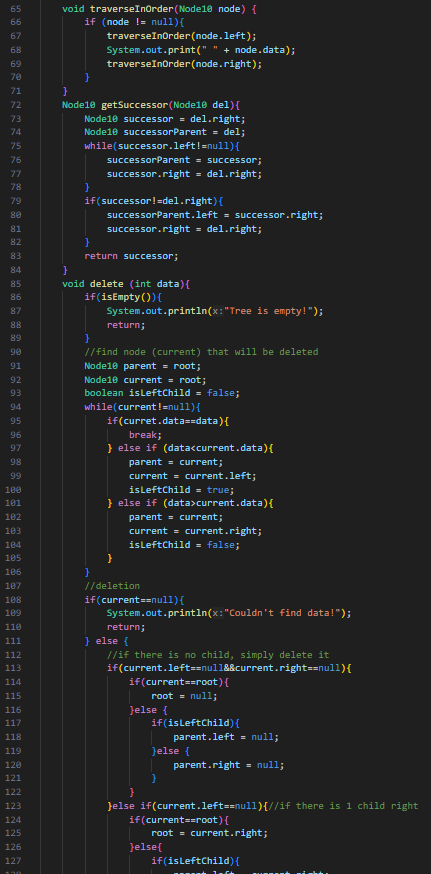 65 void traverseInOrder(Node10 node) {
66 if (node != null){
67 traverseInOrder(node.left);
68 System.out.print(" " + node.data);
69 traverseInOrder(node.right);
70 }
71 }
72 Node10 getSuccessor(Node10 del){
73 Node10 successor = del.right;
74 Node10 successorParent = del;
75 while(successor.left!=null){
76 successorParent = successor;
77 successor.right = del.right;
78 }
79 if(successor!=del.right){
80 successorParent.left = successor.right;
81 successor.right = del.right;
82 }
83 return successor;
84 }
85 void delete (int data){
86 if(isEmpty()){
87 System.out.println(x:"Tree is empty!");
88 return;
89 }
90 //find node (current) that will be deleted
91 Node10 parent = root;
92 Node10 current = root;
93 boolean isLeftChild = false;
94 while(current!=null){
95 if(curret.data==data){
96 break;
97 } else if (data<current.data){
98 parent = current;
99 current = current.left;
100 isLeftChild = true;
101 } else if (data>current.data){
102 parent = current;
103 current = current.right;
104 isLeftChild = false;
105 }
106 }
107 //deletion
108 if(current==null){
109 System.out.println(x:"Couldn't find data!");
110 return;
111 } else {
112 //if there is no child, simply delete it
113 if(current.left==null&&current.right==null){
114 if(current==root){
115 root = null;
116 }else {
117 if(isLeftChild){
118 parent.left = null;
119 }else {
120 parent.right = null;
121 }
122 }
123 }else if(current.left==null){//if there is 1 child right
124 if(current==root){
125 root = current.right;
126 }else{
127 if(isLeftChild){
128 parent.left = current.right;